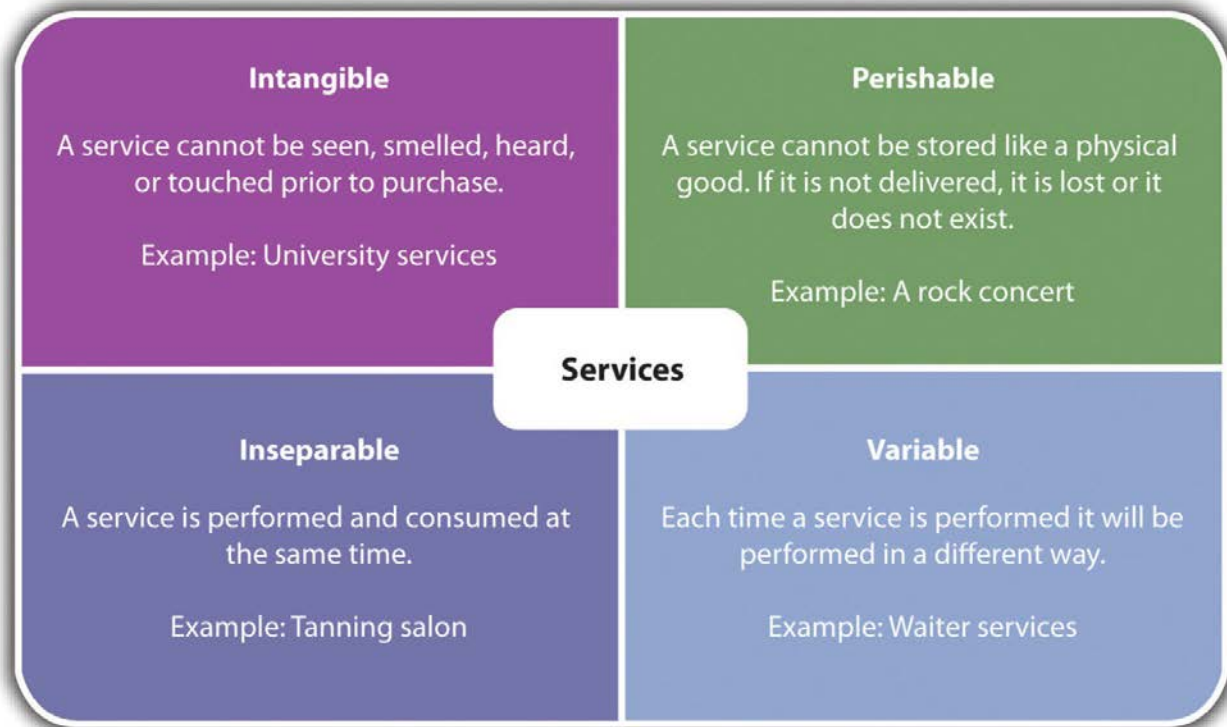 Intangible
A service cannot be seen, smelled, heard,
or touched prior to purchase.
Example: University services
Perishable
A service cannot be stored like a physical
good. If it is not delivered, it is lost or it
does not exist.
Example: A rock concert
Services
Inseparable
A service is performed and consumed at
the same time.
Example: Tanning salon
Variable
Each time a service is performed it will be
performed in a different way.
Example: Waiter services